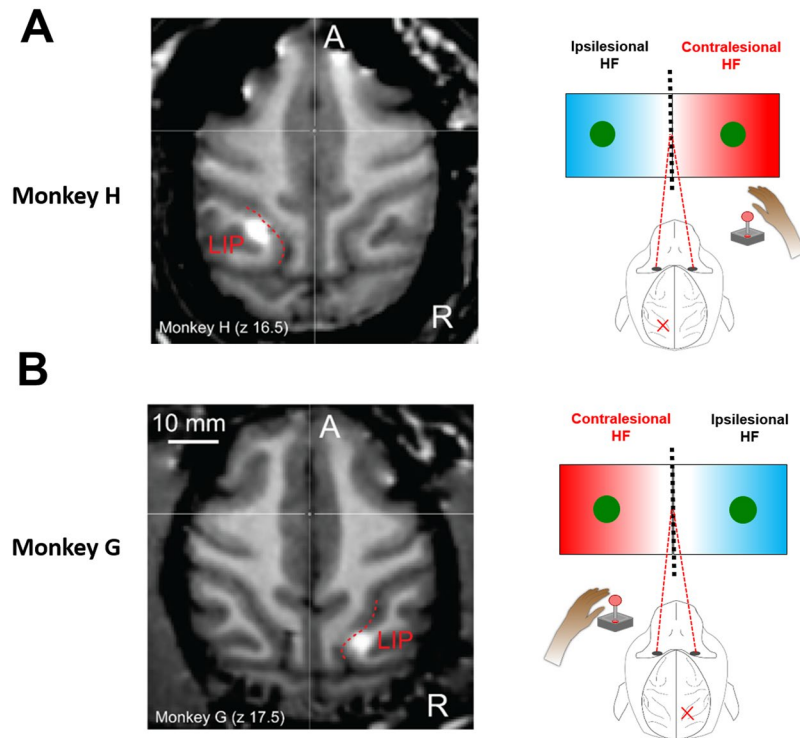 A
A
Ipsilesional
HF
Contralesional
HF
Monkey H
LIP
Monkey H (z 16.5)
R
B
10 mm
A
Contralesional
HF
Ipsilesional
HF
Monkey G
LIP
Monkey G (z 17.5)
R